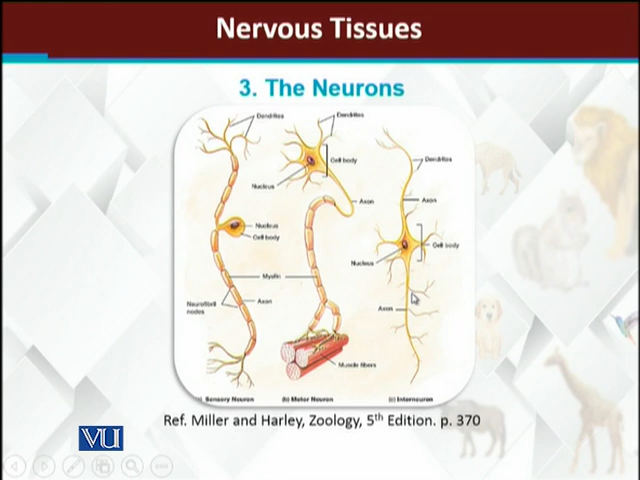 Nervous Tissues
3. The Neurons
Dendrites
Dendrites
Cell body
Dendrites
Nucleus
Axon
Axon
Nucleus
Cell body
Cell body
Nucleus
Myelin
Neurofibril
nodes
Axon
Axon
Muscle fibers
Sensory Neuron
(b) Motor Neuron
(c) Interneuron
Ref. Miller and Harley, Zoology, 5th Edition. p. 370
VU